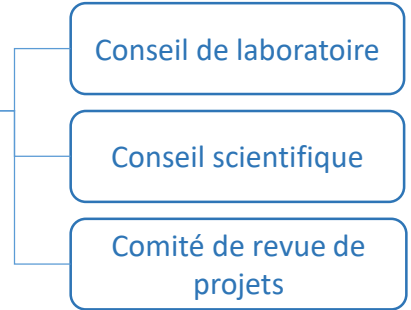 Conseil de laboratoire
Conseil scientifique
Comité de revue de
projets